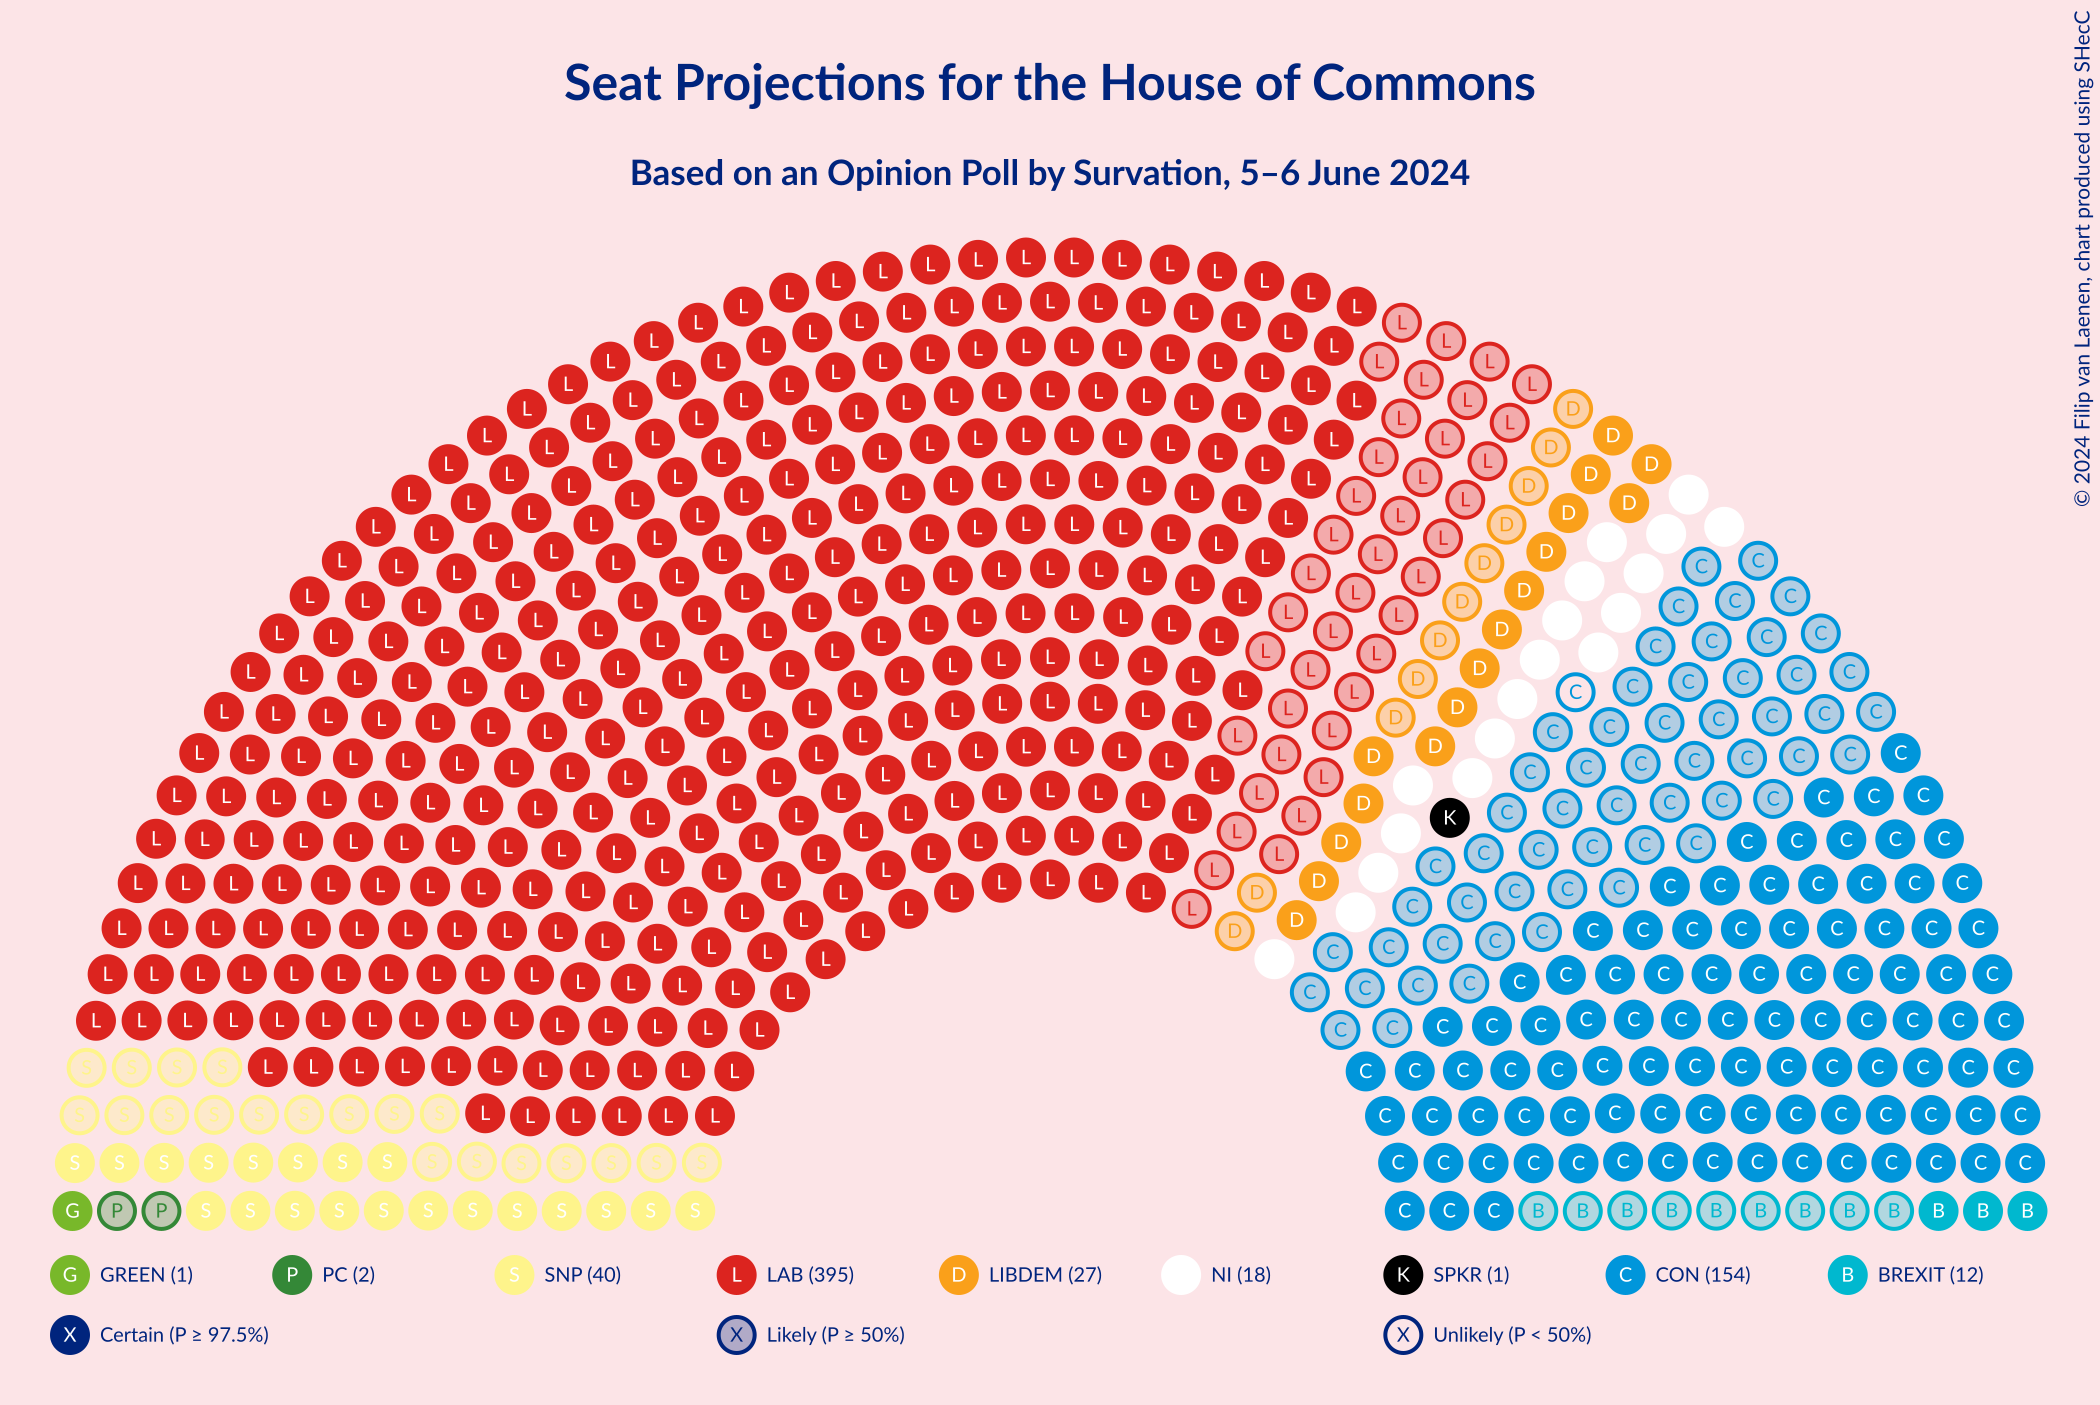 Seat Projections for the House of Commons
Based on an Opinion Poll by Survation, 5–6 June 2024
© 2024 Filip van Laenen, chart produced using SHecC
G GREEN (1)
P PC (2)
S SNP (40)
L LAB (395)
D LIBDEM (27)
NI (18)
K SPKR (1)
C CON (154)
B BREXIT (12)
X Certain (P ≥ 97.5%)
X Likely (P ≥ 50%)
X Unlikely (P < 50%)